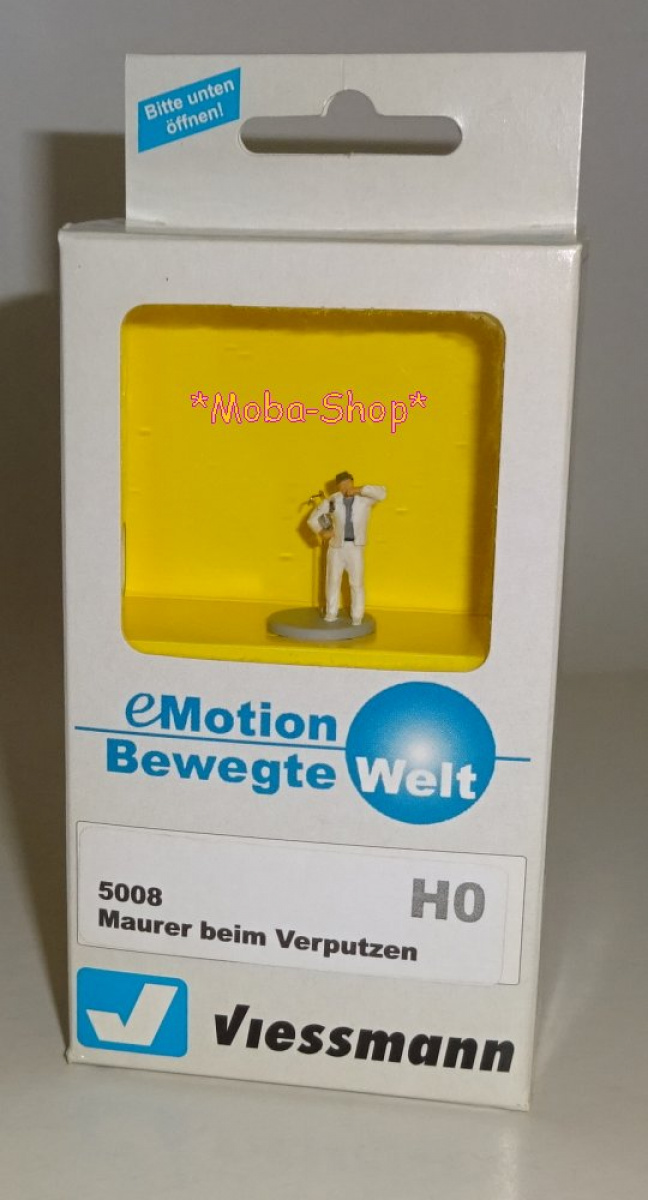 Bitte unten
öffnen!
*Moba-Shop*
eMotion
Bewegte Welt
5008
H0
Maurer beim Verputzen
Viessmann